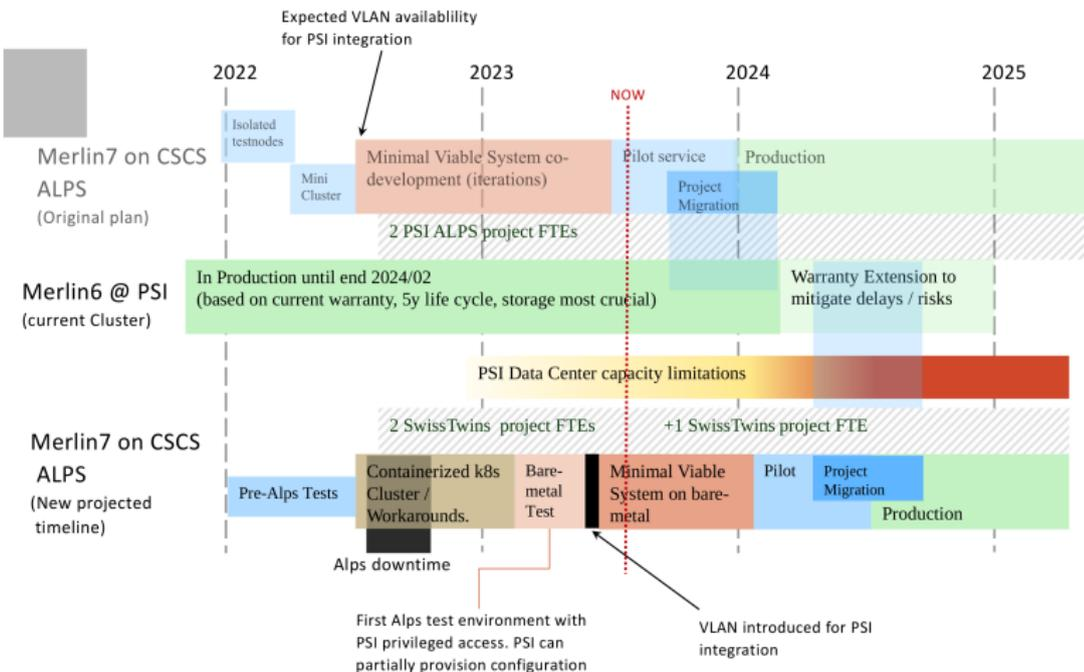 Expected VLAN availablility
for PSI integration
2022
2023
2024
2025
NOW
Merlin7 on CSCS
ALPS
(Original plan)
Isolated
testnodes
Mini
Cluster
Minimal Viable System co-
development (iterations)
Pilot service
Project
Migration
Production
2 PSI ALPS project FTEs
Merlin6 @ PSI
(current Cluster)
In Production until end 2024/02
(based on current warranty, 5y life cycle, storage most crucial)
Warranty Extension to
mitigate delays / risks
PSI Data Center capacity limitations
2 SwissTwins project FTEs
+1 SwissTwins project FTE
Merlin7 on CSCS
ALPS
(New projected
timeline)
Pre-Alps Tests
Containerized k8s
Cluster /
Workarounds.
Bare-
metal
Test
Minimal Viable
System on bare-
metal
Pilot
Project
Migration
Production
Alps downtime
First Alps test environment with
PSI privileged access. PSI can
partially provision configuration
VLAN introduced for PSI
integration